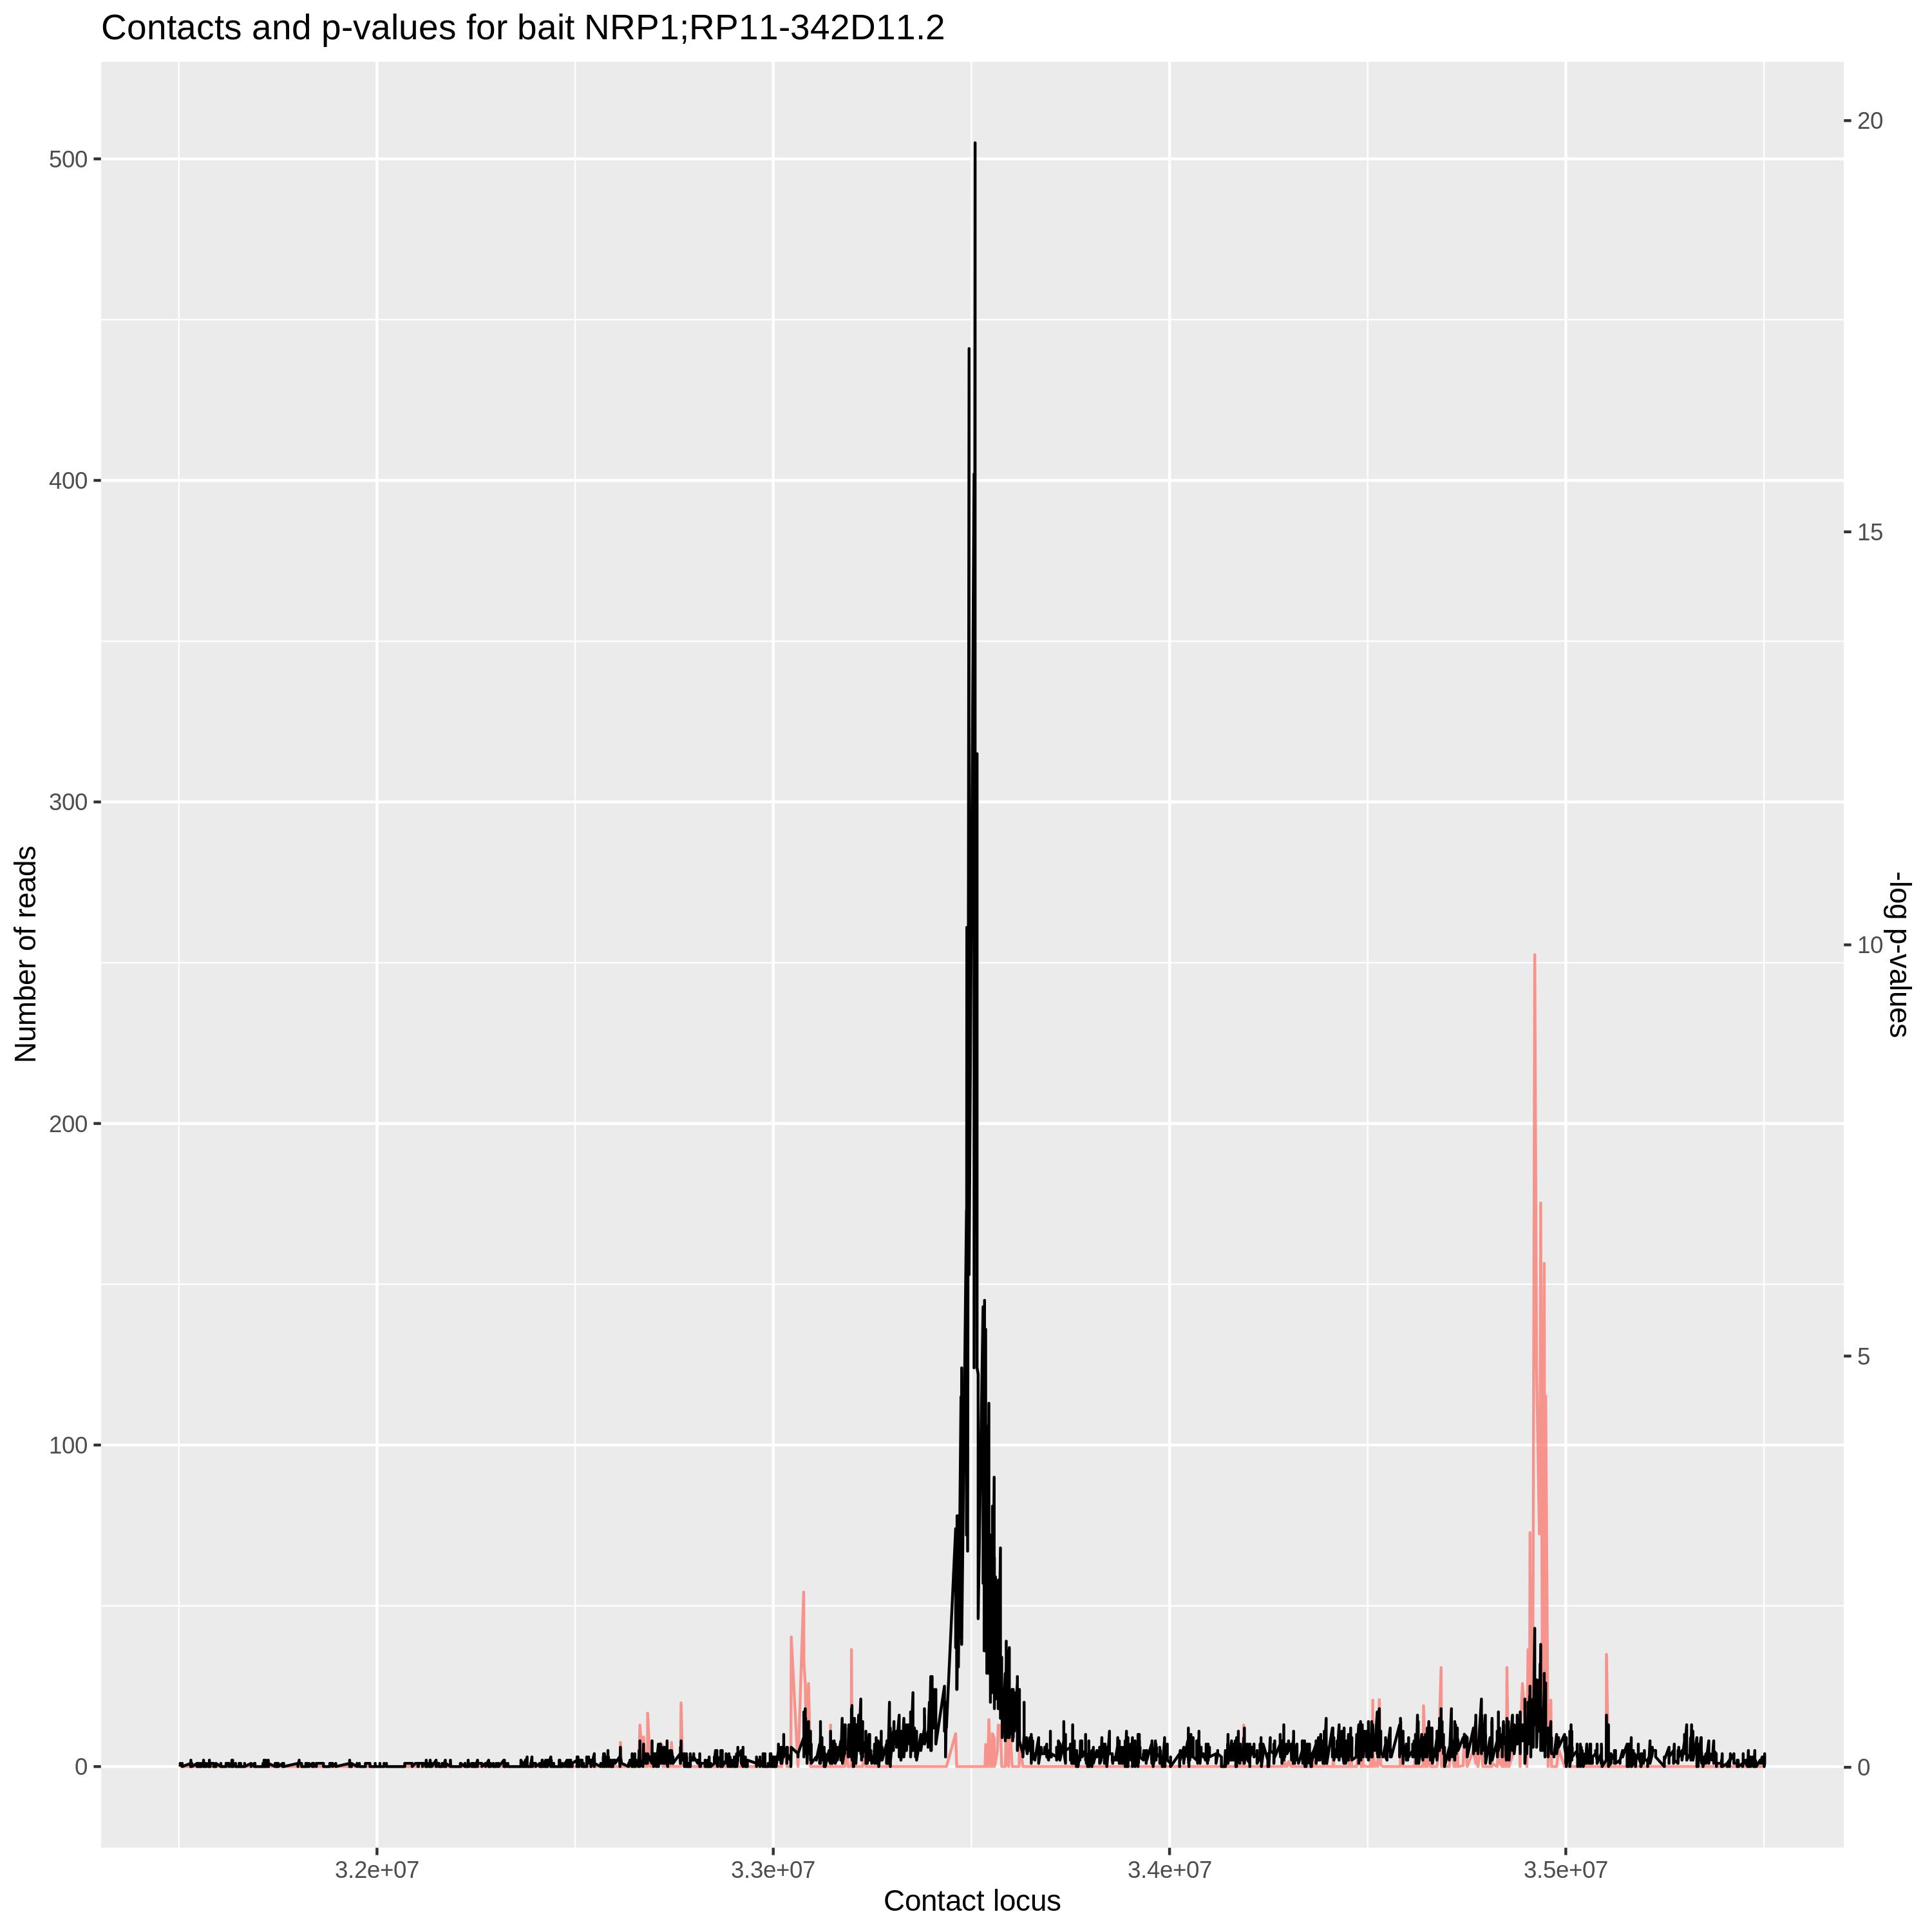 Contacts and p-values for bait NRP1;RP11-342D11.2
500
400
300
200
100
0
Number of reads
20
15
10
5
0
-log p-values
3.2e+07
3.3e+07
3.4e+07
3.5e+07
Contact locus